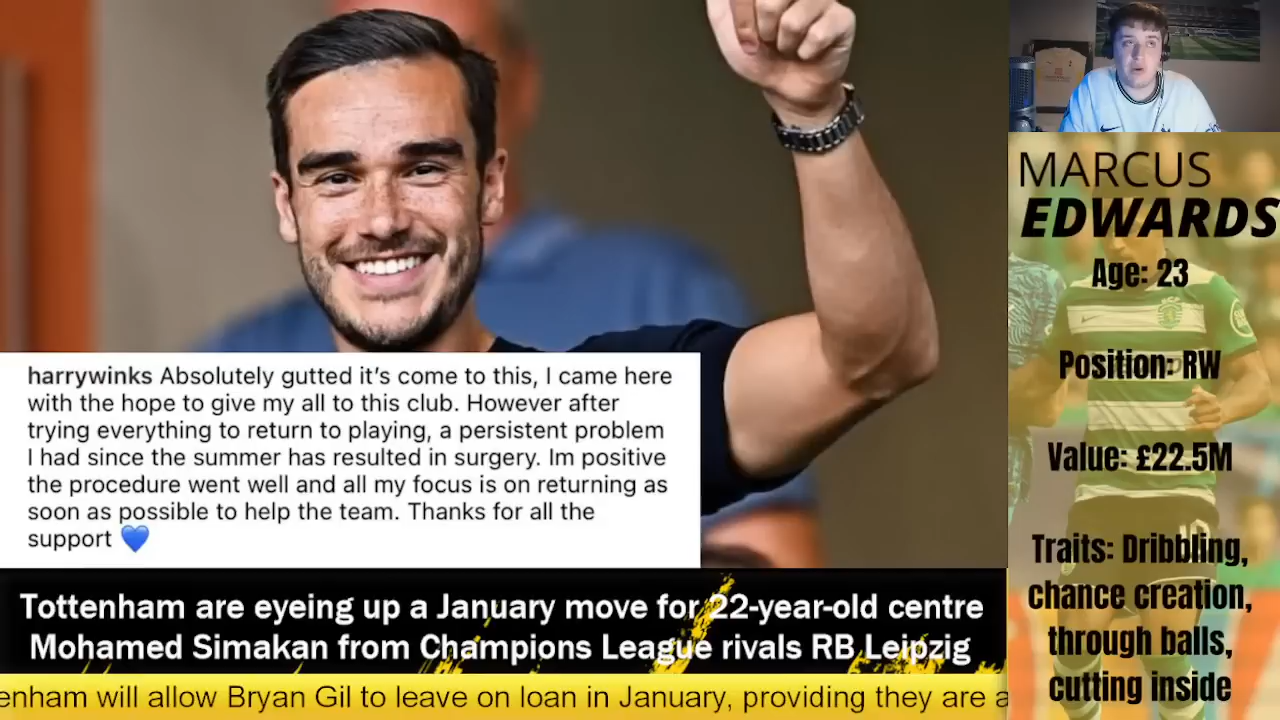 harrywinks Absolutely gutted it's come to this, I came here
with the hope to give my all to this club. However after
trying everything to return to playing, a persistent problem
I had since the summer has resulted in surgery. Im positive
the procedure went well and all my focus is on returning as
soon as possible to help the team. Thanks for all the
support 💙
Tottenham are eyeing up a January move for 22-year-old centre
Mohamed Simakan from Champions League rivals RB Leipzig
enham will allow Bryan Gil to leave on loan in January, providing they are a
MARCUS
EDWARDS
Age: 23
Position: RW
Value: £22.5M
Traits: Dribbling,
chance creation,
through balls,
cutting inside